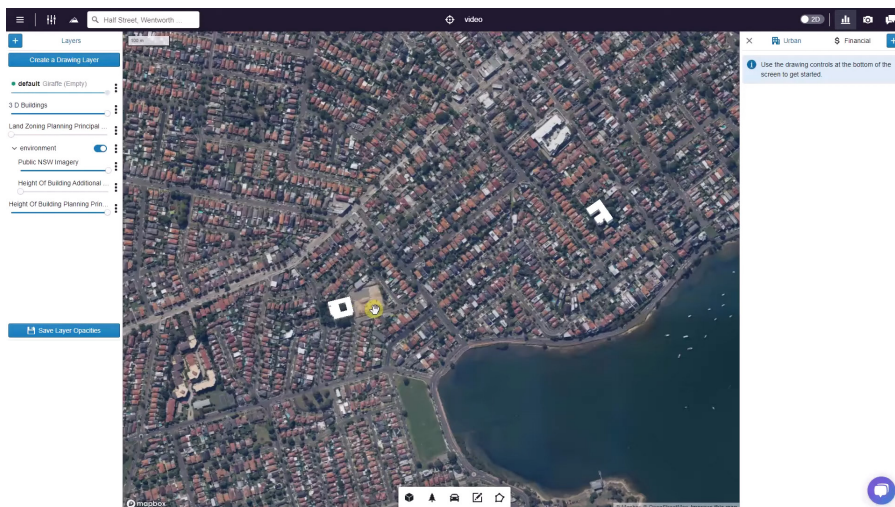 Half Street, Wentworth ...
video
2D
Layers
Create a Drawing Layer
default Giraffe (Empty)
3 D Buildings
Land Zoning Planning Principal ...
environment
Public NSW Imagery
Height Of Building Additional ...
Height Of Building Planning Prin...
Save Layer Opacities
Urban
$ Financial
Use the drawing controls at the bottom of the
screen to get started.
mapbox